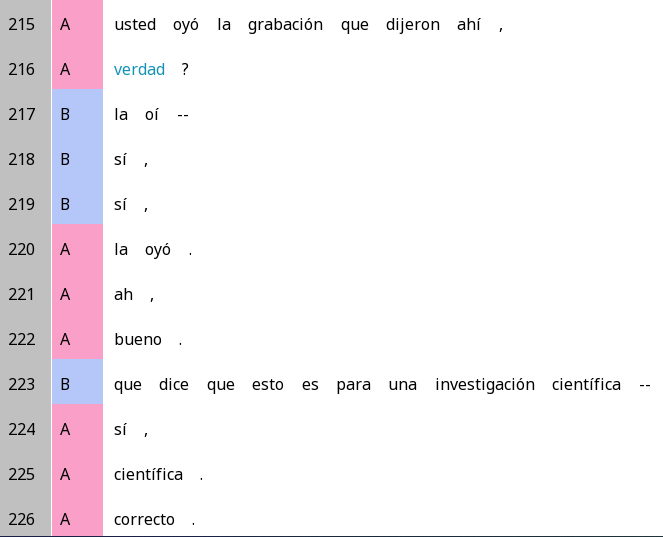 215 A usted oyó la grabación que dijeron ahí ,
216 A verdad ?
217 B la oí --
218 B sí ,
219 B sí ,
220 A la oyó .
221 A ah ,
222 A bueno .
223 B que dice que esto es para una investigación científica --
224 A sí ,
225 A científica .
226 A correcto .